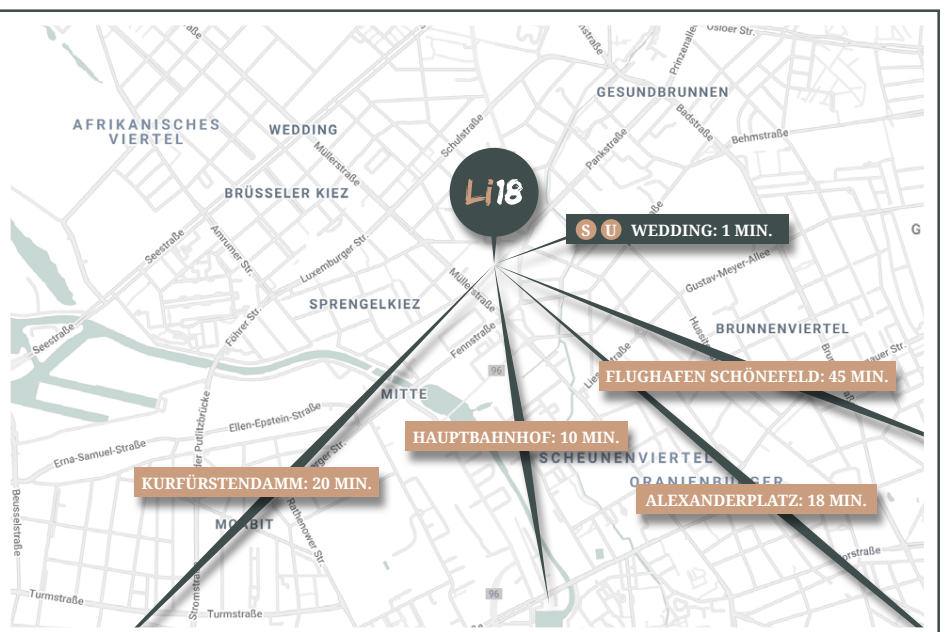 Osloer Str.
Prinzenallee
GESUNDBRUNNEN
AFRIKANISCHES
VIERTEL
WEDDING
Schulstraße
Badstraße
Behmstraße
Müllerstraße
Pankstraße
BRÜSSELER KIEZ
Li18
S U WEDDING: 1 MIN.
G
Seestraße
Amrumer Str.
Luxemburger Str.
Gustav-Meyer-Allee
Müllerstraße
SPRENGELKIEZ
Föhrer Str.
Seestraße
Fennstraße
BRUNNENVIERTEL
96
FLUGHAFEN SCHÖNEFELD: 45 MIN.
MITTE
Ellen-Epstein-Straße
HAUPTBAHNHOF: 10 MIN.
Erna-Samuel-Straße
SCHEUNENVIERTEL
KURFÜRSTENDAMM: 20 MIN.
ALEXANDERPLATZ: 18 MIN.
Beusselstraße
MOABIT
Rathenower Str.
96
Turmstraße
Stromstraße
Turmstraße